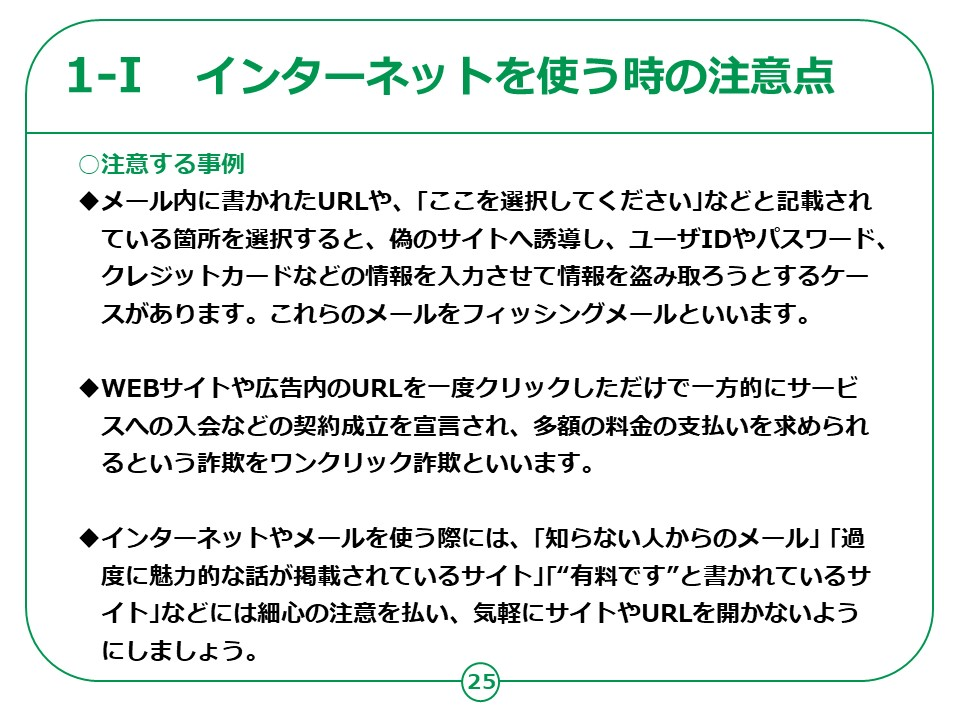 1-I インターネットを使う時の注意点
○注意する事例
◆メール内に書かれたURLや、「ここを選択してください」などと記載され
ている箇所を選択すると、偽のサイトへ誘導し、ユーザIDやパスワード、
クレジットカードなどの情報を入力させて情報を盗み取ろうとするケー
スがあります。これらのメールをフィッシングメールといいます。
◆WEBサイトや広告内のURLを一度クリックしただけで一方的にサービ
スへの入会などの契約成立を宣言され、多額の料金の支払いを求められ
るという詐欺をワンクリック詐欺といいます。
◆インターネットやメールを使う際には、「知らない人からのメール」「過
度に魅力的な話が掲載されているサイト」「“有料です”と書かれているサ
イト」などには細心の注意を払い、気軽にサイトやURLを開かないよう
にしましょう。
25